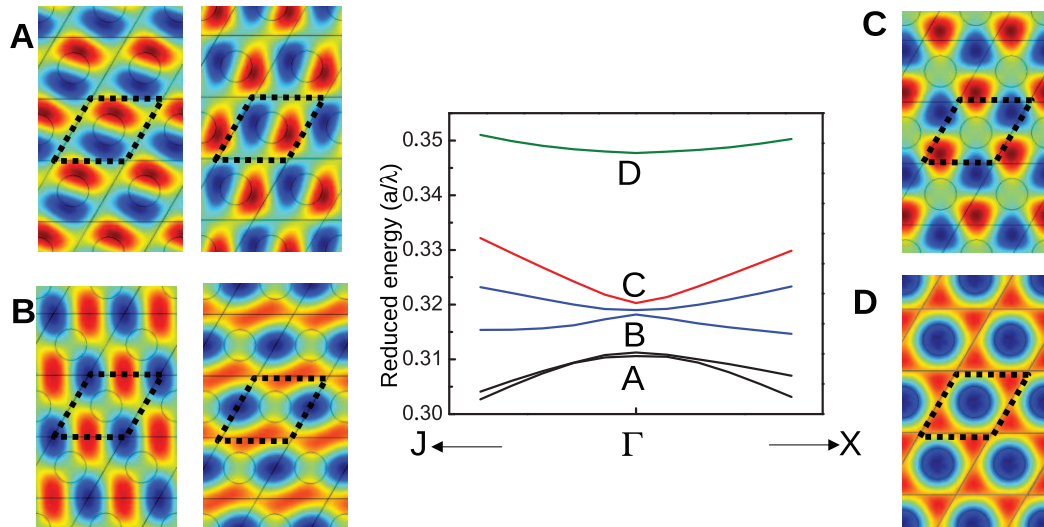 A
B
C
D
Reduced energy (a/λ)
0.35
0.34
0.33
0.32
0.31
0.30
D
C
B
A
J
Γ
X